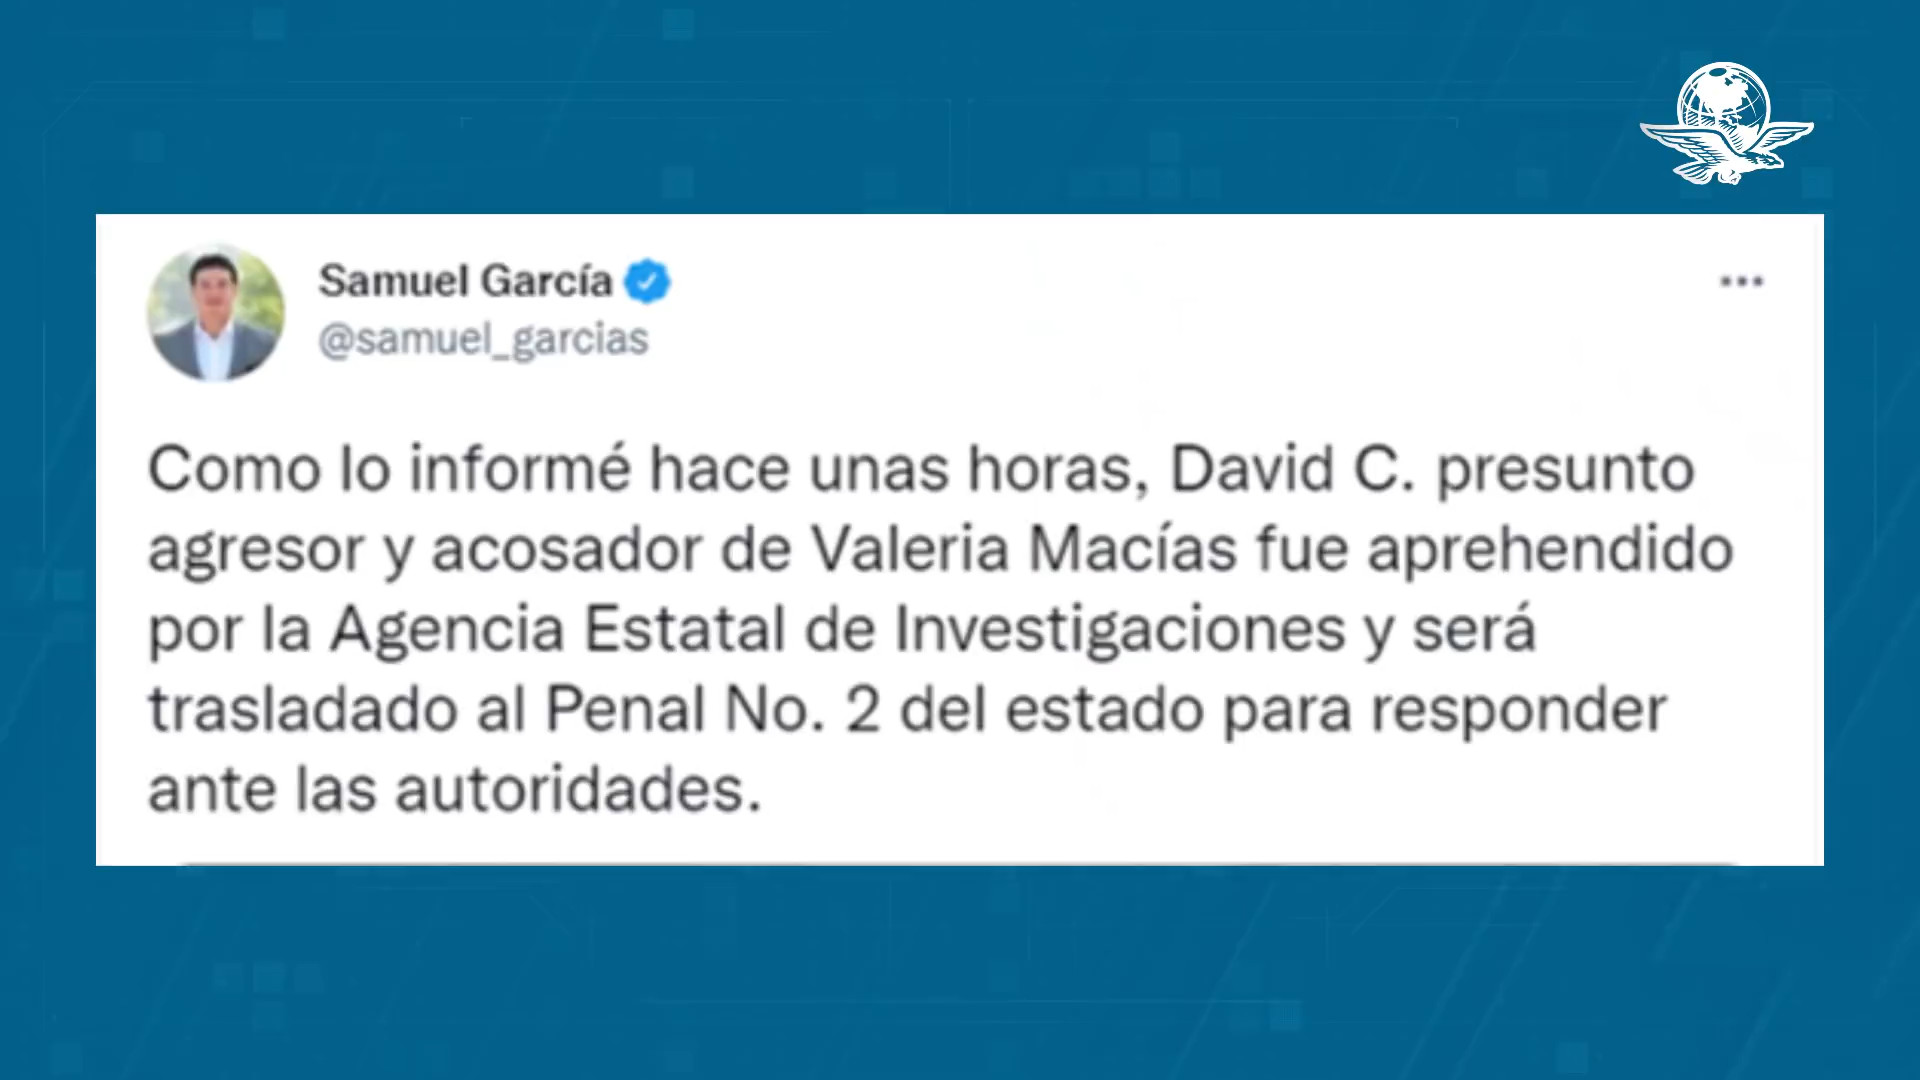 Samuel García
@samuel_garcias
Como lo informé hace unas horas, David C. presunto
agresor y acosador de Valeria Macías fue aprehendido
por la Agencia Estatal de Investigaciones y será
trasladado al Penal No. 2 del estado para responder
ante las autoridades.